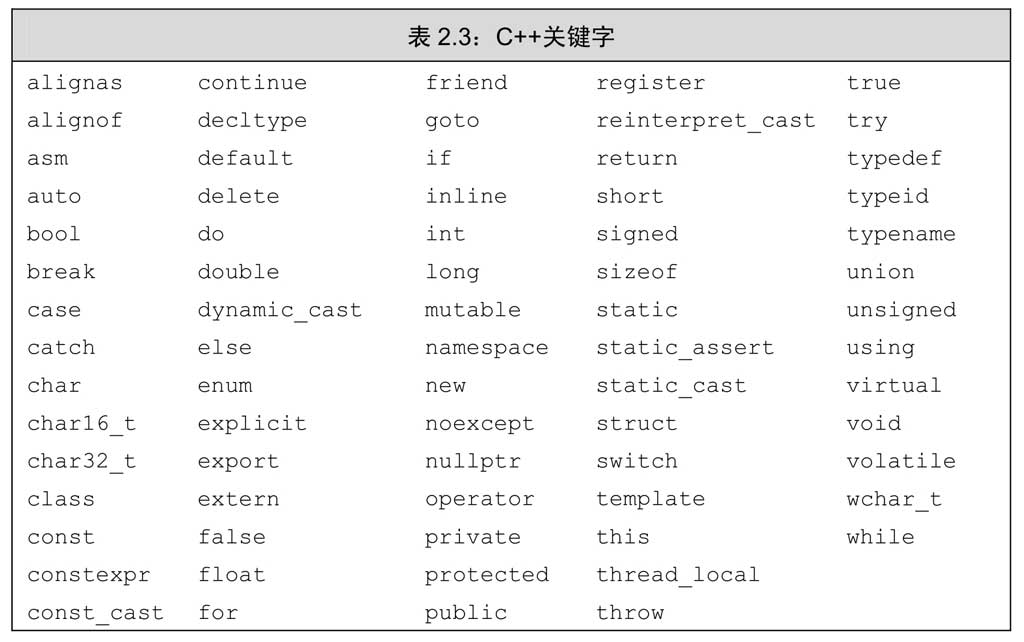 表 2.3：C++关键字
alignas continue friend register true
alignof decltype goto reinterpret_cast try
asm default if return typedef
auto delete inline short typeid
bool do int signed typename
break double long sizeof union
case dynamic_cast mutable static unsigned
catch else namespace static_assert using
char enum new static_cast virtual
char16_t explicit noexcept struct void
char32_t export nullptr switch volatile
class extern operator template wchar_t
const false private this while
constexpr float protected thread_local
const_cast for public throw